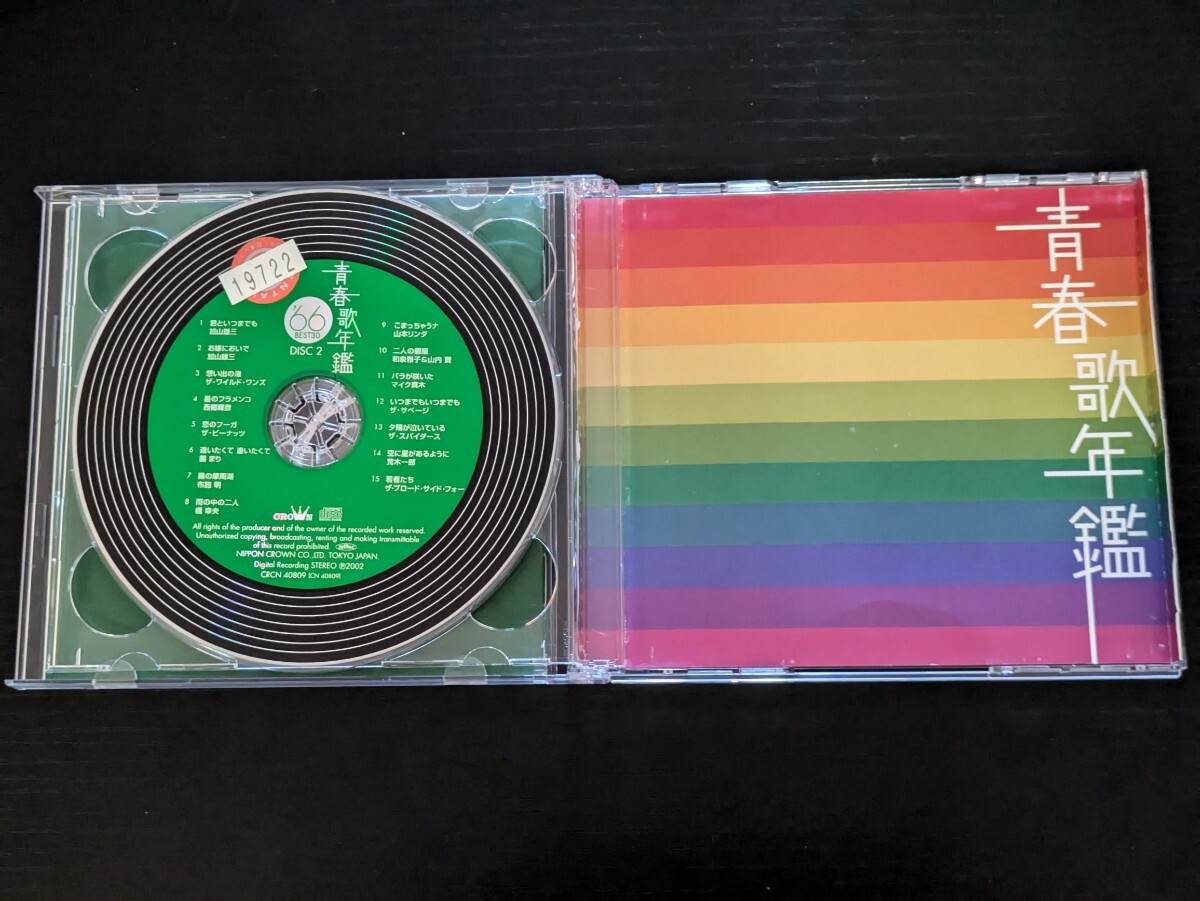 19722
NTA
青春歌年鑑
'66
BEST30
DISC 2
1 君といつまでも
加山雄三
2 お嫁においで
加山雄三
3 想い出の渚
ザ・ワイルド・ワンズ
4 星のフラメンコ
西郷輝彦
5 恋のフーガ
ザ・ピーナッツ
6 逢いたくて 逢いたくて
園 まり
7 霧の摩周湖
布施 明
8 雨の中の二人
橋 幸夫
9 こまっちゃうナ
山本リンダ
10 二人の銀座
和泉雅子&山内 賢
11 バラが咲いた
マイク真木
12 いつまでもいつまでも
ザ・サベージ
13 夕陽が泣いている
ザ・スパイダース
14 空に星があるように
荒木一郎
15 若者たち
ザ・ブロード・サイド・フォー
CROWN
All rights of the producer and of the owner of the recorded work reserved.
Unauthorized copying, broadcasting, renting and making transmittable
of this record prohibited.
NIPPON CROWN CO.,LTD. TOKYO JAPAN.
Digital Recording STEREO Ⓟ2002
CRCN 40809 [CN 40809]
青春歌年鑑